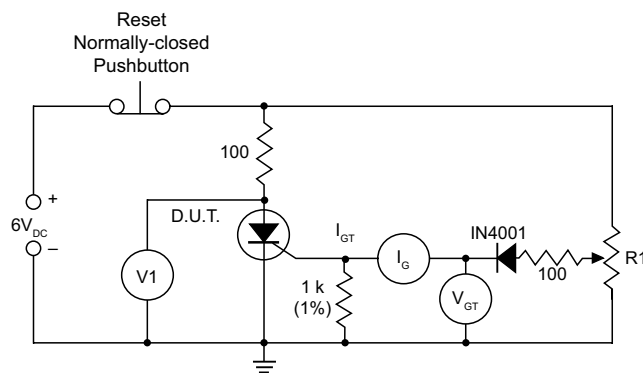 Reset
Normally-closed
Pushbutton
100
+
6V_DC
–
D.U.T.
V1
I_GT
1 k
(1%)
I_G
IN4001
100
V_GT
R1